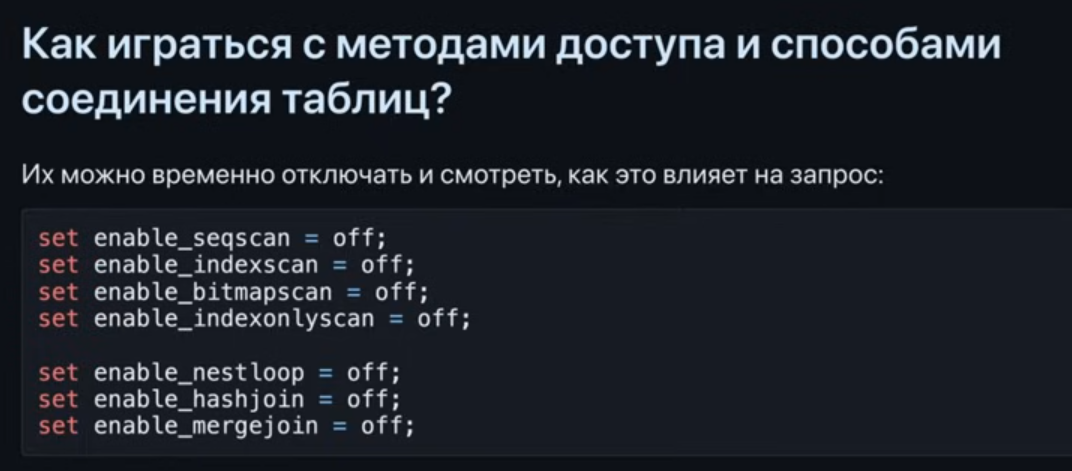 Как играться с методами доступа и способами
соединения таблиц?
Их можно временно отключать и смотреть, как это влияет на запрос:
set enable_seqscan = off;
set enable_indexscan = off;
set enable_bitmapscan = off;
set enable_indexonlyscan = off;
set enable_nestloop = off;
set enable_hashjoin = off;
set enable_mergejoin = off;